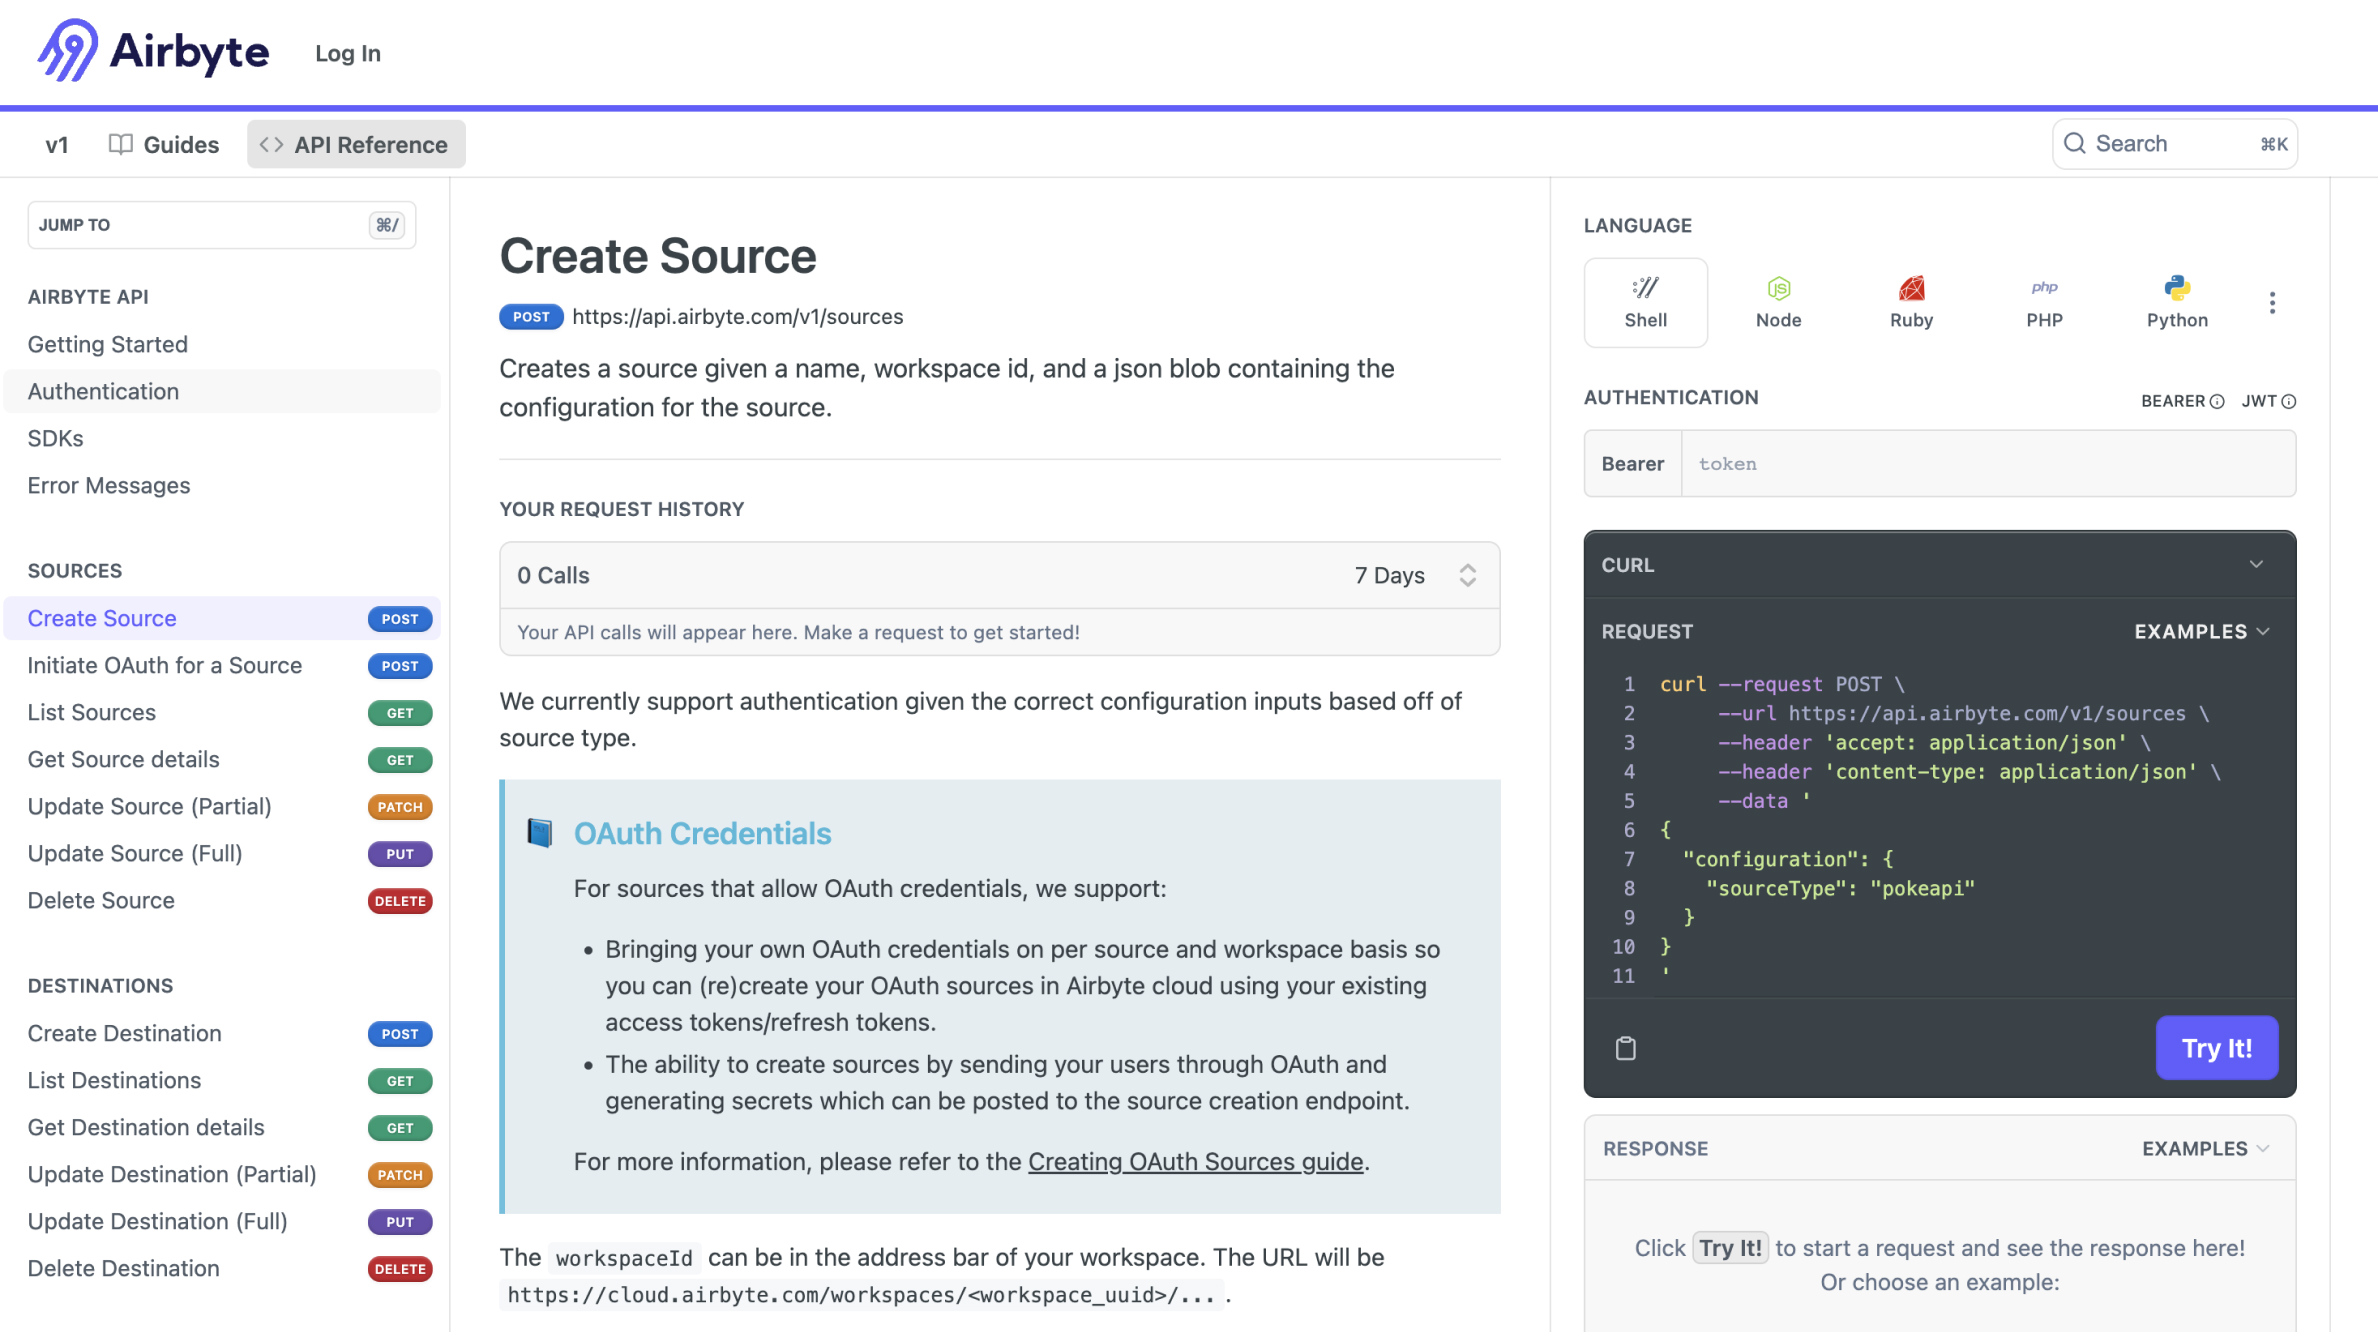 Airbyte
Log In
v1
Guides
<> API Reference
Search ⌘K
JUMP TO ⌘/
AIRBYTE API
Getting Started
Authentication
SDKs
Error Messages
SOURCES
Create Source POST
Initiate OAuth for a Source POST
List Sources GET
Get Source details GET
Update Source (Partial) PATCH
Update Source (Full) PUT
Delete Source DELETE
DESTINATIONS
Create Destination POST
List Destinations GET
Get Destination details GET
Update Destination (Partial) PATCH
Update Destination (Full) PUT
Delete Destination DELETE
Create Source
POST https://api.airbyte.com/v1/sources
Creates a source given a name, workspace id, and a json blob containing the
configuration for the source.
YOUR REQUEST HISTORY
0 Calls 7 Days
Your API calls will appear here. Make a request to get started!
We currently support authentication given the correct configuration inputs based off of
source type.
📘 OAuth Credentials
For sources that allow OAuth credentials, we support:
• Bringing your own OAuth credentials on per source and workspace basis so
you can (re)create your OAuth sources in Airbyte cloud using your existing
access tokens/refresh tokens.
• The ability to create sources by sending your users through OAuth and
generating secrets which can be posted to the source creation endpoint.
For more information, please refer to the Creating OAuth Sources guide.
The workspaceId can be in the address bar of your workspace. The URL will be
https://cloud.airbyte.com/workspaces/<workspace_uuid>/... .
LANGUAGE
Shell
Node
Ruby
php
PHP
Python
AUTHENTICATION BEARER JWT
Bearer token
CURL
REQUEST EXAMPLES
1 curl --request POST \
2 --url https://api.airbyte.com/v1/sources \
3 --header 'accept: application/json' \
4 --header 'content-type: application/json' \
5 --data '
6 {
7 "configuration": {
8 "sourceType": "pokeapi"
9 }
10 }
11 '
Try It!
RESPONSE EXAMPLES
Click Try It! to start a request and see the response here!
Or choose an example: